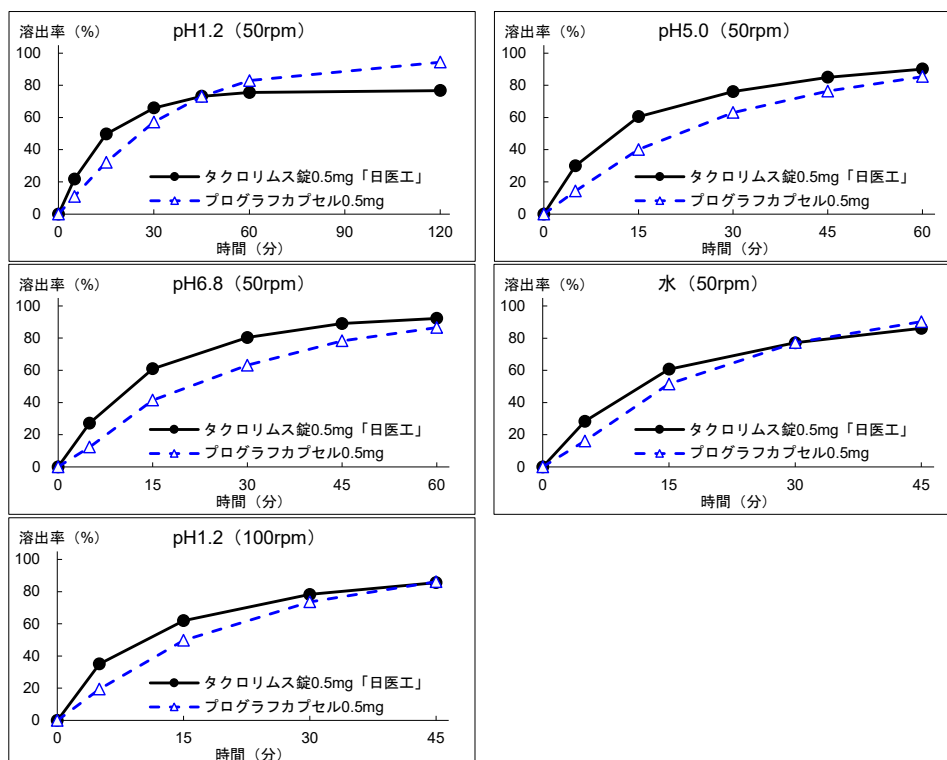 溶出率（%）
pH1.2（50rpm）
100
80
60
40
20
0
タクロリムス錠0.5mg「日医工」
プログラフカプセル0.5mg
0 30 60 90 120
時間（分）
溶出率（%）
pH5.0（50rpm）
100
80
60
40
20
0
タクロリムス錠0.5mg「日医工」
プログラフカプセル0.5mg
0 15 30 45 60
時間（分）
溶出率（%）
pH6.8（50rpm）
100
80
60
40
20
0
タクロリムス錠0.5mg「日医工」
プログラフカプセル0.5mg
0 15 30 45 60
時間（分）
溶出率（%）
水（50rpm）
100
80
60
40
20
0
タクロリムス錠0.5mg「日医工」
プログラフカプセル0.5mg
0 15 30 45
時間（分）
溶出率（%）
pH1.2（100rpm）
100
80
60
40
20
0
タクロリムス錠0.5mg「日医工」
プログラフカプセル0.5mg
0 15 30 45
時間（分）